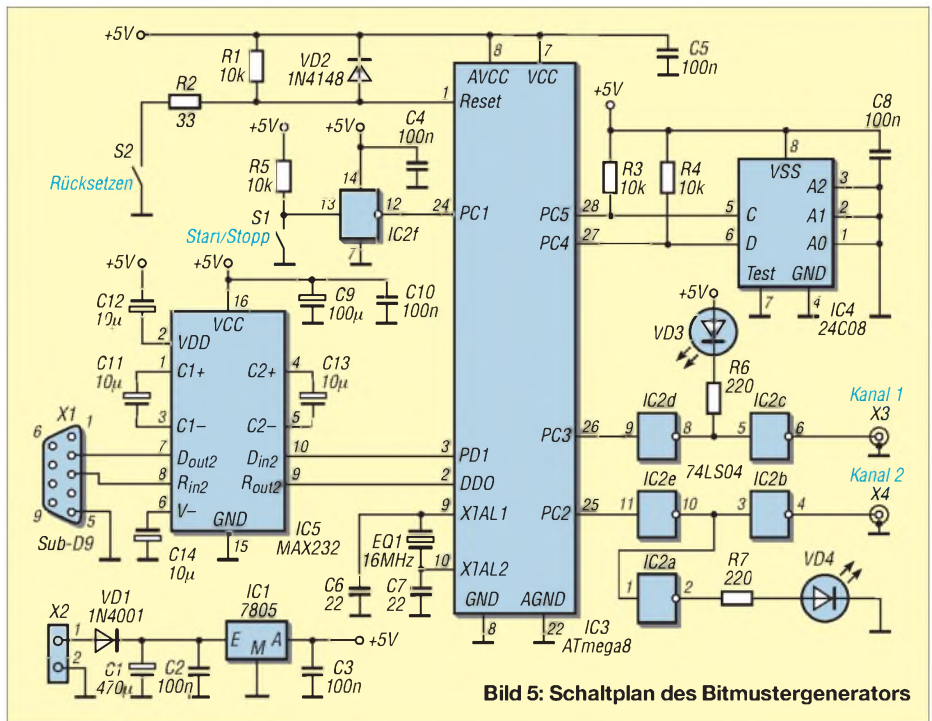 +5V
R1
10k
VD2
1N4148
8
7
AVCC
VCC
C5
100n
R2
33
1
Reset
S2
Rücksetzen
+5V
+5V
C4
100n
R5
10k
14
13
12
24
PC1
IC2f
7
S1
Start/Stopp
+5V
R3
10k
R4
10k
C8
100n
8
VSS
A2
3
A1
2
A0
1
28
PC5
5
C
27
PC4
6
D
Test
GND
7
4
IC4
24C08
+5V
+5V
C12
10µ
16
VCC
C9
100µ
C10
100n
2
VDD
1
C1+
C2+
4
C11
10µ
C13
10µ
3
C1–
C2–
5
X1
6
1
9
5
Sub-D9
7
Dout2
Din2
10
8
Rin2
Rout2
9
6
V–
GND
15
IC5
MAX232
C14
10µ
3
PD1
2
DDO
9
X1AL1
EQ1
16MHz
10
X1AL2
C6
22
C7
22
GND
AGND
8
22
IC3
ATmega8
+5V
VD3
R6
220
PC3
26
9
IC2d
8
5
IC2c
6
Kanal 1
X3
74LS04
PC2
25
11
IC2e
10
3
IC2b
4
Kanal 2
X4
1
IC2a
2
R7
220
VD4
X2
1
2
VD1
1N4001
C1
470µ
C2
100n
IC1
7805
E
M
A
C3
100n
+5V
Bild 5: Schaltplan des Bitmustergenerators